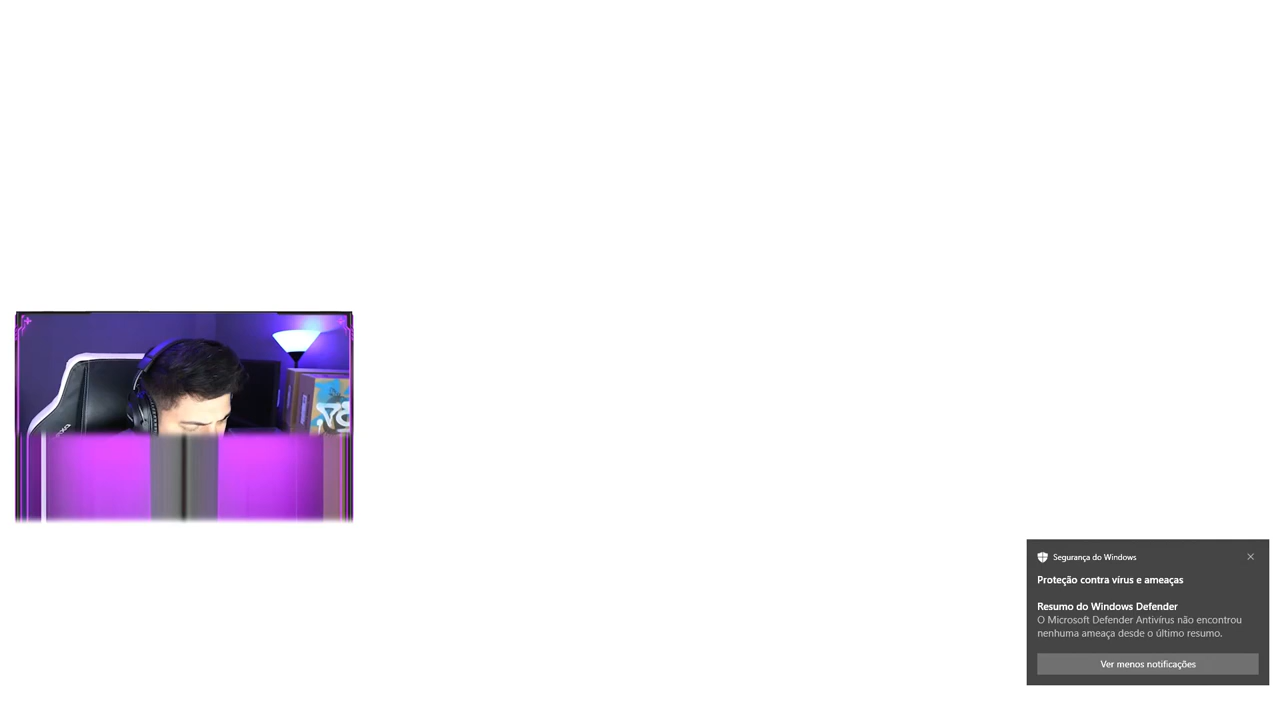 Segurança do Windows
Proteção contra vírus e ameaças
Resumo do Windows Defender
O Microsoft Defender Antivírus não encontrou
nenhuma ameaça desde o último resumo.
Ver menos notificações